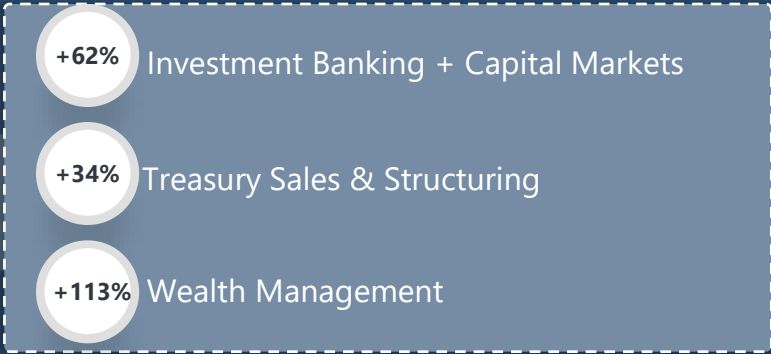 +62% Investment Banking + Capital Markets
+34% Treasury Sales & Structuring
+113% Wealth Management